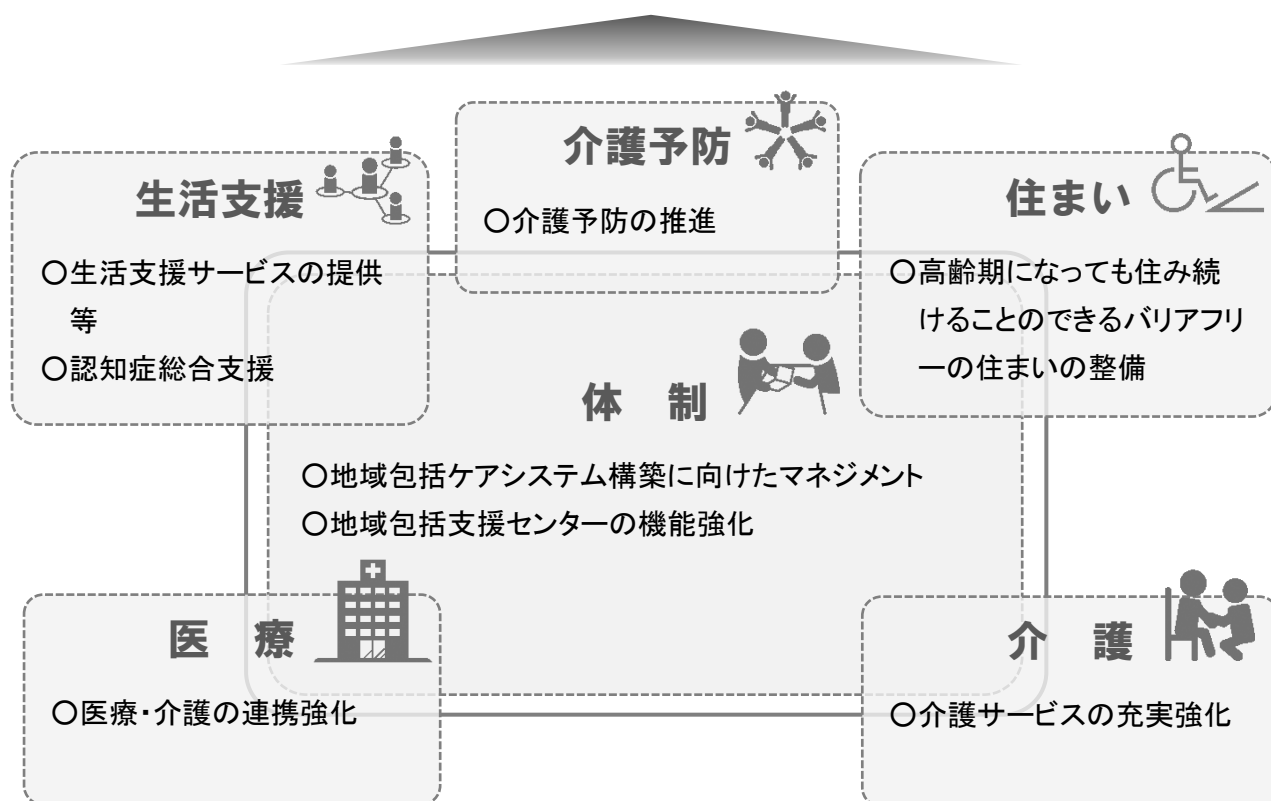 介護予防
○介護予防の推進
生活支援
○生活支援サービスの提供
等
○認知症総合支援
住まい
○高齢期になっても住み続
けることのできるバリアフリ
ーの住まいの整備
体　制
○地域包括ケアシステム構築に向けたマネジメント
○地域包括支援センターの機能強化
医　療
○医療・介護の連携強化
介　護
○介護サービスの充実強化